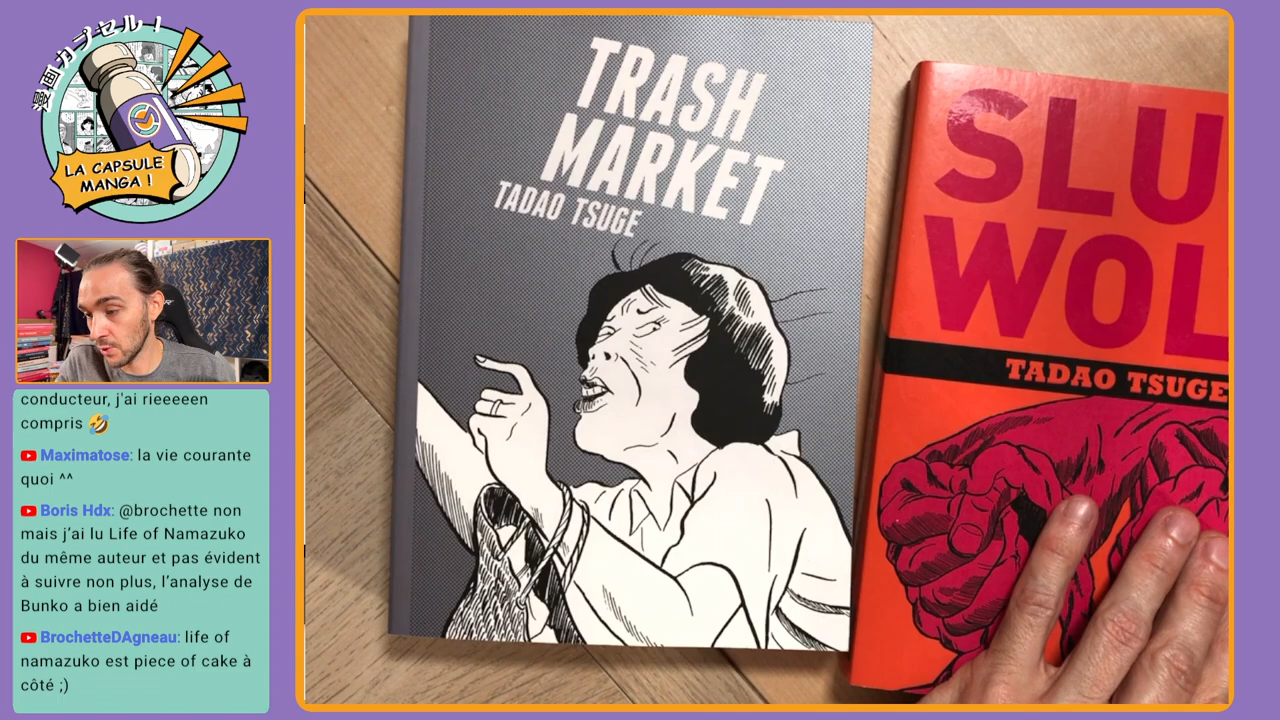 漫画カプセル!
LA CAPSULE
MANGA !
conducteur, j'ai rieeeeen
compris 🤣
Maximatose: la vie courante
quoi ^^
Boris Hdx: @brochette non
mais j’ai lu Life of Namazuko
du même auteur et pas évident
à suivre non plus, l’analyse de
Bunko a bien aidé
BrochetteDAgneau: life of
namazuko est piece of cake à
côté ;)
TRASH
MARKET
TADAO TSUGE
SLU
WOL
TADAO TSUGE